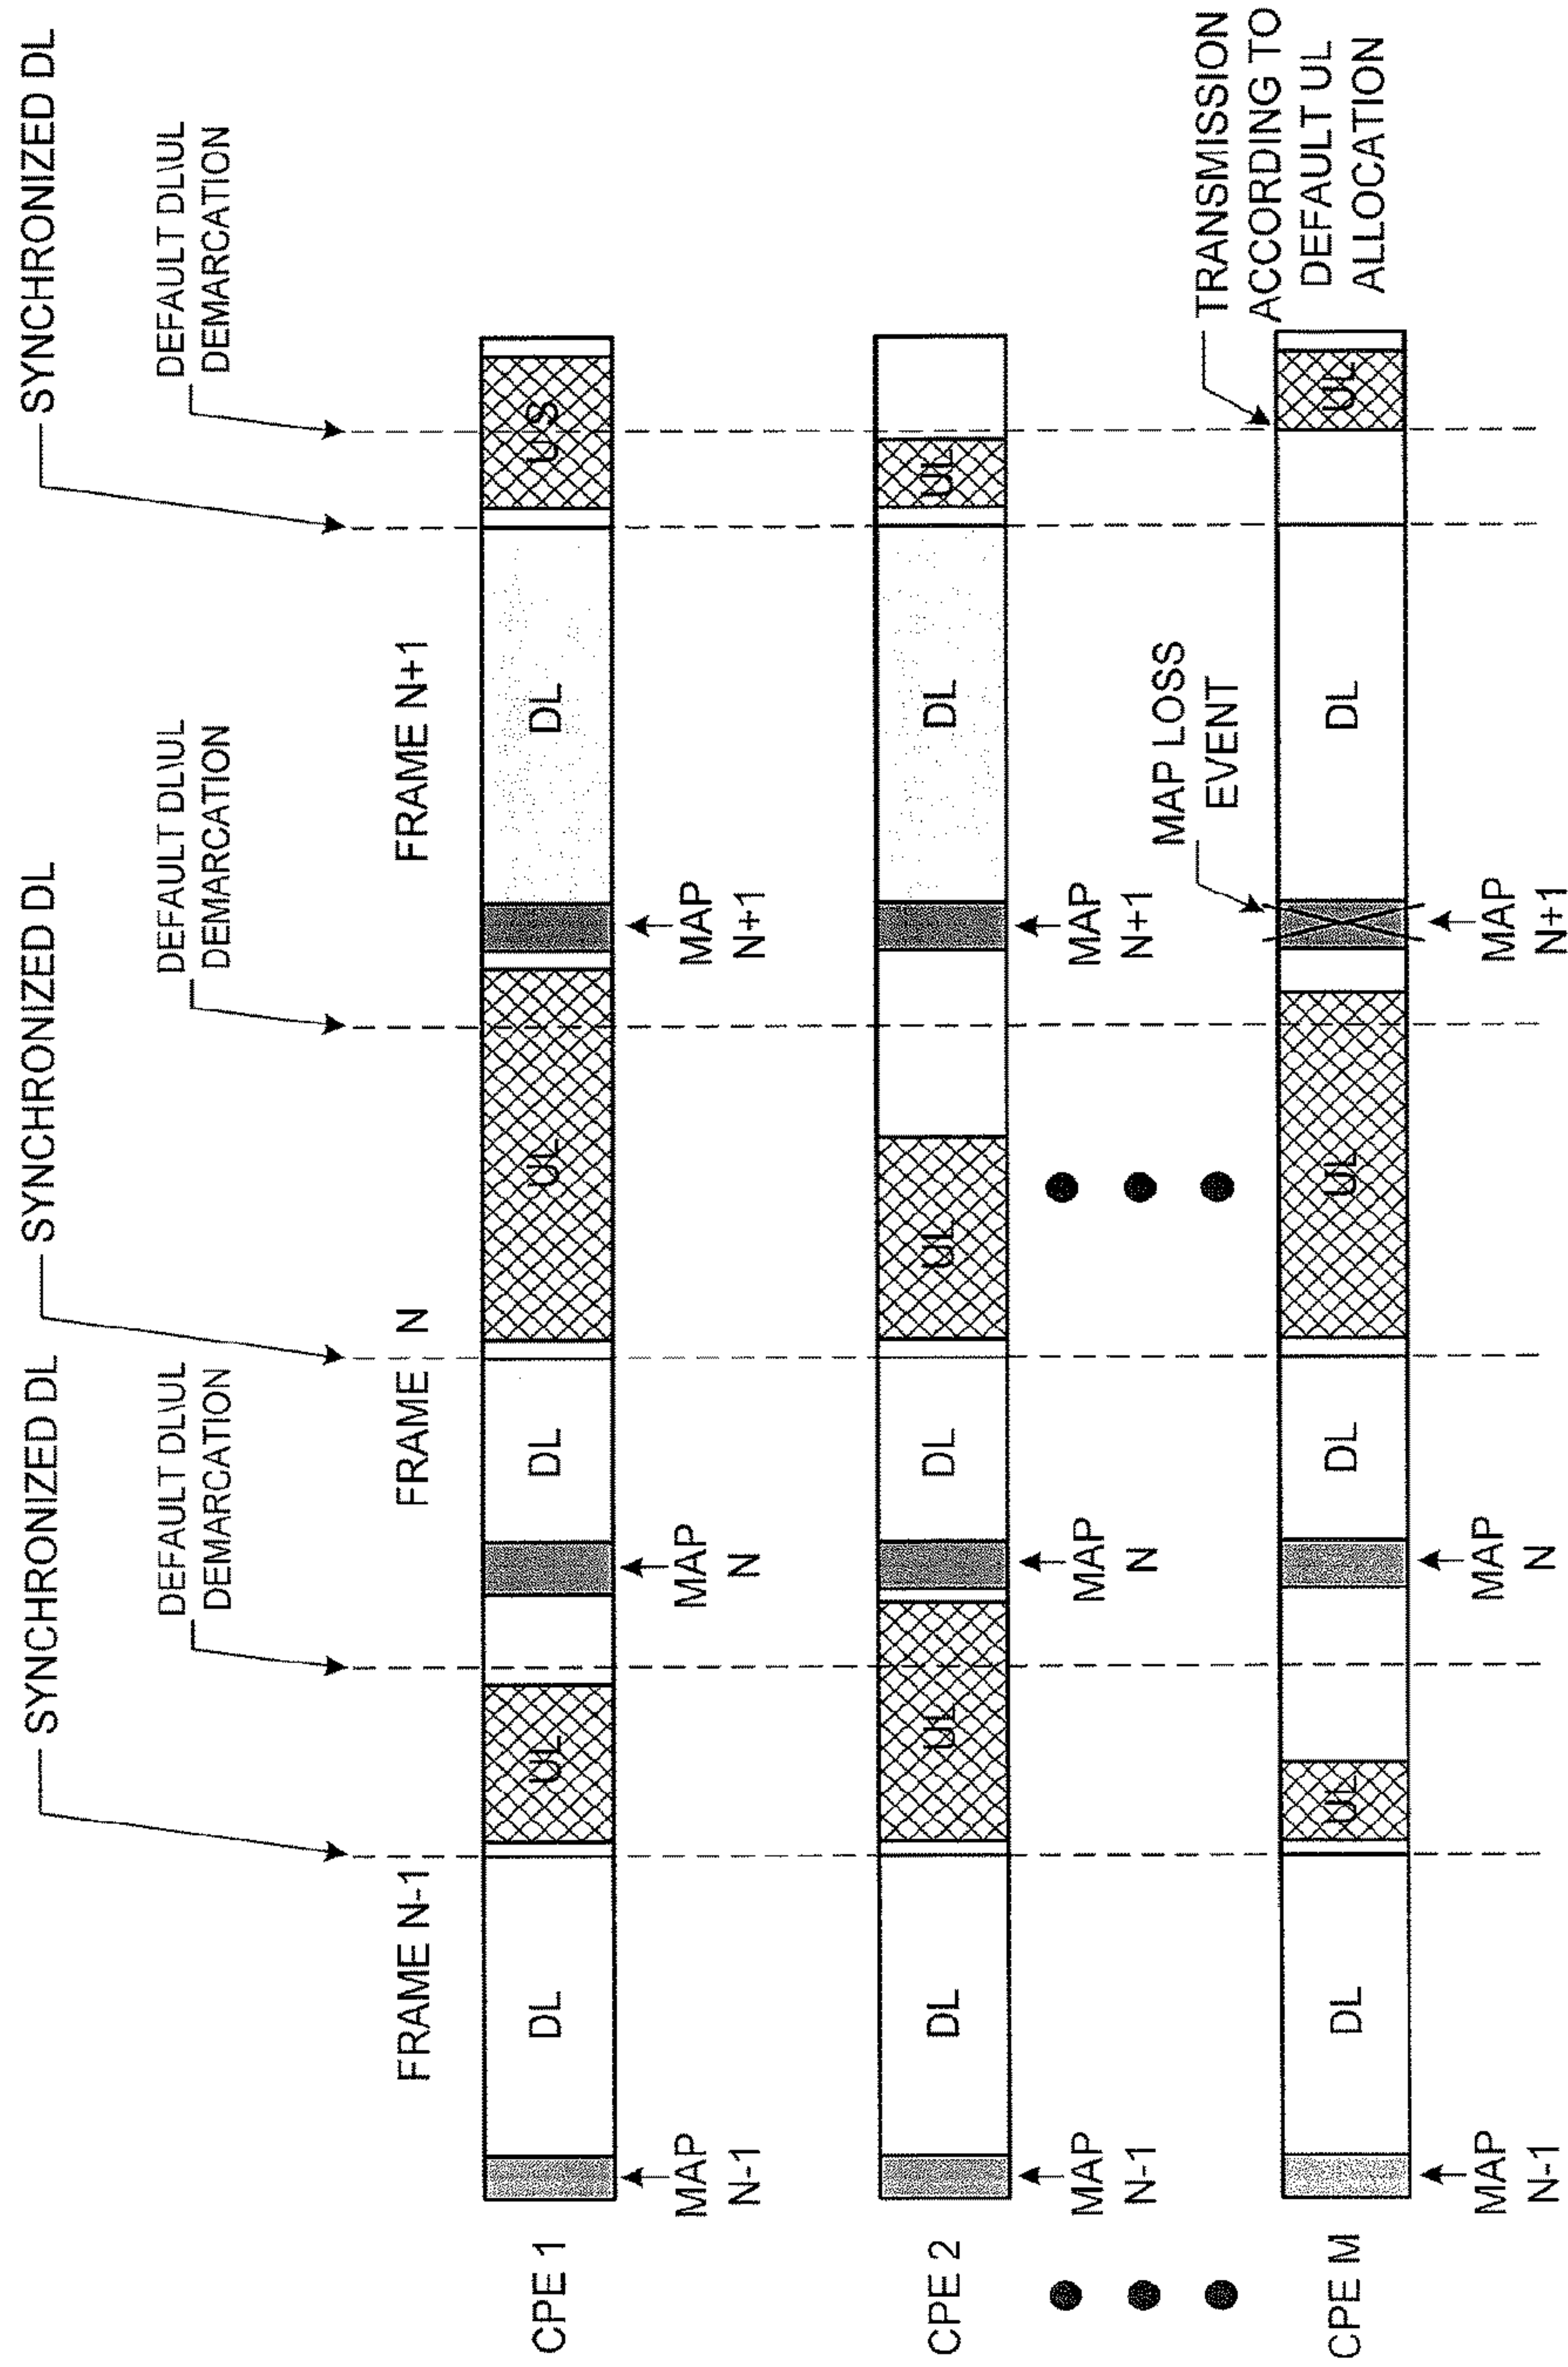 SYNCHRONIZED DL
SYNCHRONIZED DL
SYNCHRONIZED DL
DEFAULT DL\UL
DEMARCATION
DEFAULT DL\UL
DEMARCATION
DEFAULT DL\UL
DEMARCATION
FRAME N-1
FRAME N
FRAME N+1
CPE 1
DL
UL
DL
UL
DL
US
MAP
N-1
MAP
N
MAP
N+1
CPE 2
DL
UL
DL
UL
DL
UL
MAP
N-1
MAP
N
MAP
N+1
MAP LOSS
EVENT
TRANSMISSION
ACCORDING TO
DEFAULT UL
ALLOCATION
CPE M
DL
UL
DL
UL
DL
UL
MAP
N-1
MAP
N
MAP
N+1